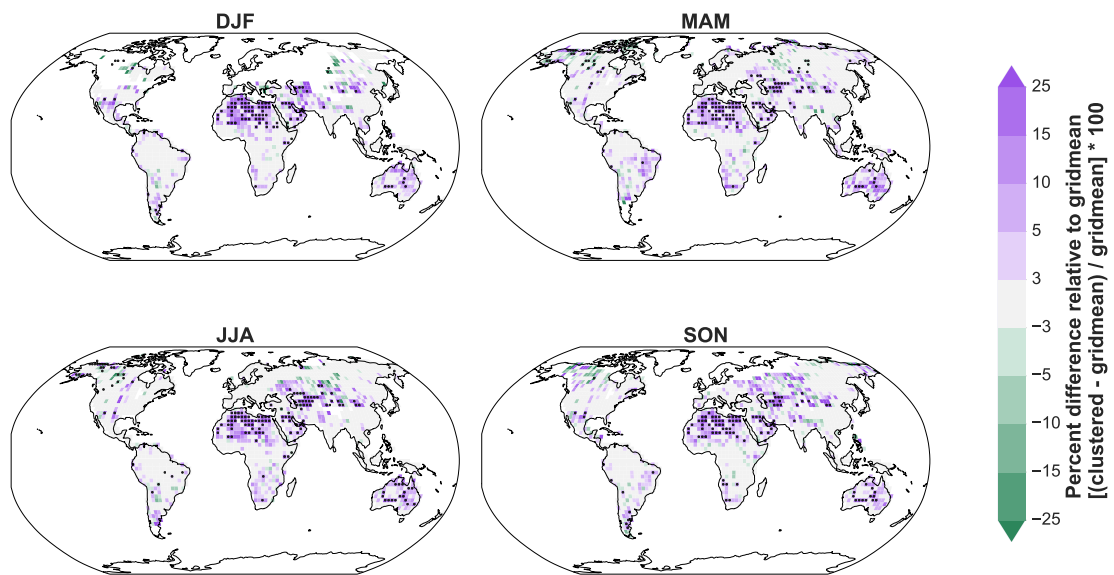 DJF
MAM
JJA
SON
25
15
10
5
3
−3
−5
−10
−15
−25
Percent difference relative to gridmean
[(clustered - gridmean) / gridmean] * 100